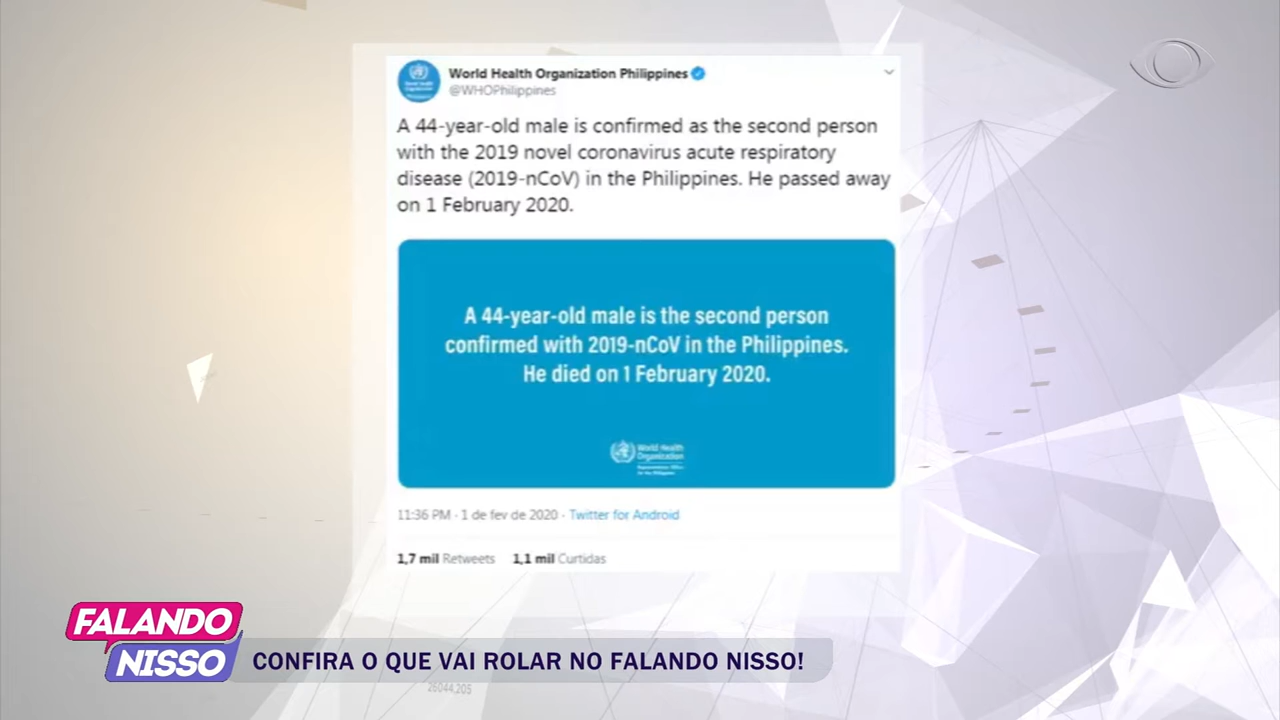 World Health Organization Philippines
@WHOPhilippines
A 44-year-old male is confirmed as the second person
with the 2019 novel coronavirus acute respiratory
disease (2019-nCoV) in the Philippines. He passed away
on 1 February 2020.
A 44-year-old male is the second person
confirmed with 2019-nCoV in the Philippines.
He died on 1 February 2020.
World Health
Organization
11:36 PM · 1 de fev de 2020 · Twitter for Android
1,7 mil Retweets 1,1 mil Curtidas
FALANDO
NISSO
CONFIRA O QUE VAI ROLAR NO FALANDO NISSO!